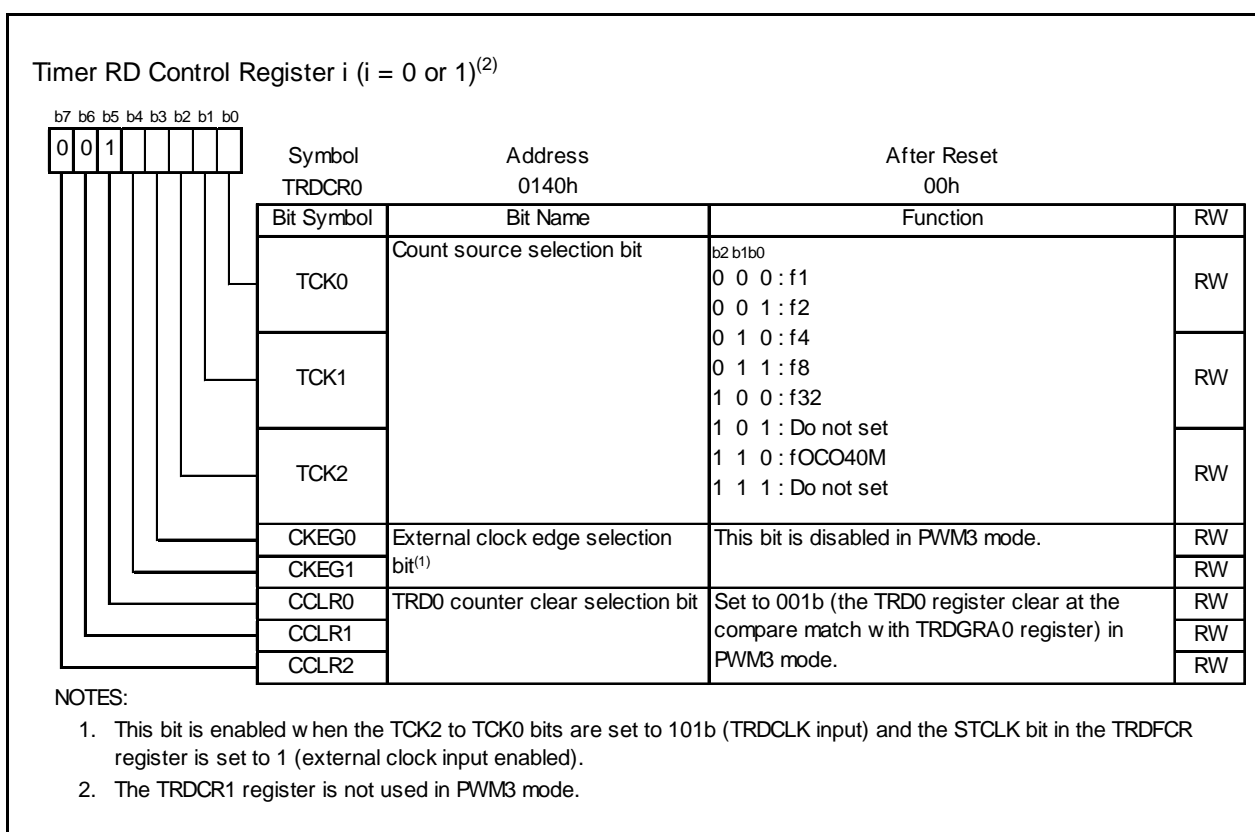 Timer RD Control Register i (i = 0 or 1)(2)
b7 b6 b5 b4 b3 b2 b1 b0
0 0 1
Symbol Address After Reset
TRDCR0 0140h 00h
Bit Symbol Bit Name Function RW
TCK0 Count source selection bit b2 b1 b0 RW
0 0 0 : f1
0 0 1 : f2
0 1 0 : f4
TCK1 0 1 1 : f8 RW
1 0 0 : f32
1 0 1 : Do not set
TCK2 1 1 0 : fOCO40M RW
1 1 1 : Do not set
CKEG0 External clock edge selection This bit is disabled in PWM3 mode. RW
CKEG1 bit(1) RW
CCLR0 TRD0 counter clear selection bit Set to 001b (the TRD0 register clear at the RW
CCLR1 compare match with TRDGRA0 register) in RW
CCLR2 PWM3 mode. RW
NOTES:
1. This bit is enabled when the TCK2 to TCK0 bits are set to 101b (TRDCLK input) and the STCLK bit in the TRDFCR
register is set to 1 (external clock input enabled).
2. The TRDCR1 register is not used in PWM3 mode.